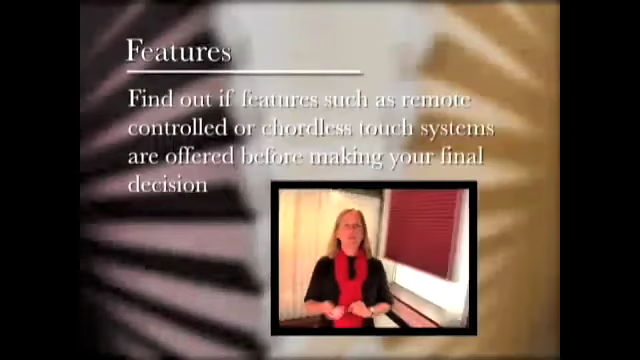 Features
Find out if features such as remote
controlled or chordless touch systems
are offered before making your final
decision